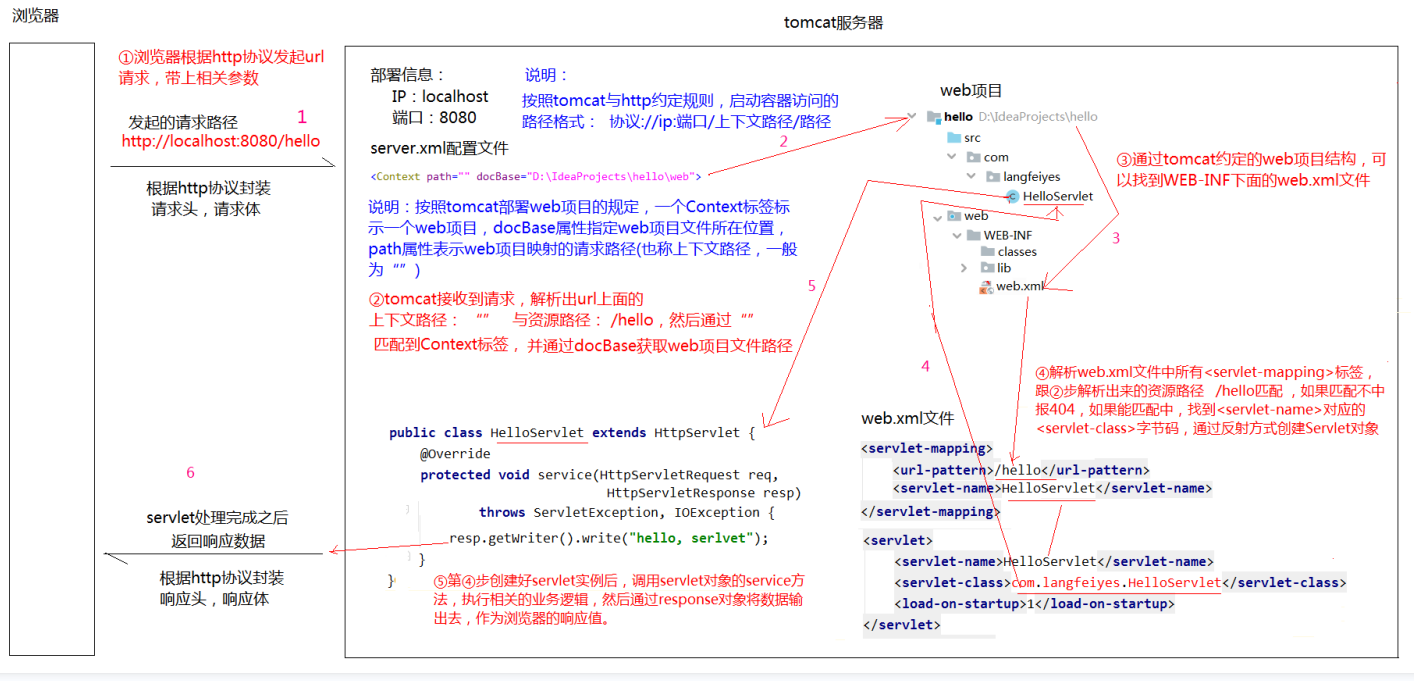 浏览器
tomcat服务器
①浏览器根据http协议发起url
请求，带上相关参数
发起的请求路径
1
http://localhost:8080/hello
根据http协议封装
请求头，请求体
部署信息：
IP：localhost
端口：8080
说明：
按照tomcat与http约定规则，启动容器访问的
路径格式： 协议://ip:端口/上下文路径/路径
server.xml配置文件
<Context path="" docBase="D:\IdeaProjects\hello\web">
2
说明：按照tomcat部署web项目的规定，一个Context标签标
示一个web项目，docBase属性指定web项目文件所在位置，
path属性表示web项目映射的请求路径(也称上下文路径，一般
为“”)
②tomcat接收到请求，解析出url上面的
上下文路径： “” 与资源路径： /hello，然后通过“”
匹配到Context标签，并通过docBase获取web项目文件路径
web项目
hello D:\IdeaProjects\hello
src
com
langfeiyes
HelloServlet
web
WEB-INF
classes
lib
web.xml
③通过tomcat约定的web项目结构，可
以找到WEB-INF下面的web.xml文件
3
5
4
④解析web.xml文件中所有<servlet-mapping>标签，
跟②步解析出来的资源路径 /hello匹配 ，如果匹配不中
报404，如果能匹配中，找到<servlet-name>对应的
<servlet-class>字节码，通过反射方式创建Servlet对象
web.xml文件
<servlet-mapping>
<url-pattern>/hello</url-pattern>
<servlet-name>HelloServlet</servlet-name>
</servlet-mapping>
<servlet>
<servlet-name>HelloServlet</servlet-name>
<servlet-class>com.langfeiyes.HelloServlet</servlet-class>
<load-on-startup>1</load-on-startup>
</servlet>
public class HelloServlet extends HttpServlet {
@Override
protected void service(HttpServletRequest req,
HttpServletResponse resp)
throws ServletException, IOException {
resp.getWriter().write("hello, serlvet");
}
}
⑤第④步创建好servlet实例后，调用servlet对象的service方
法，执行相关的业务逻辑，然后通过response对象将数据输
出去，作为浏览器的响应值。
6
servlet处理完成之后
返回响应数据
根据http协议封装
响应头，响应体